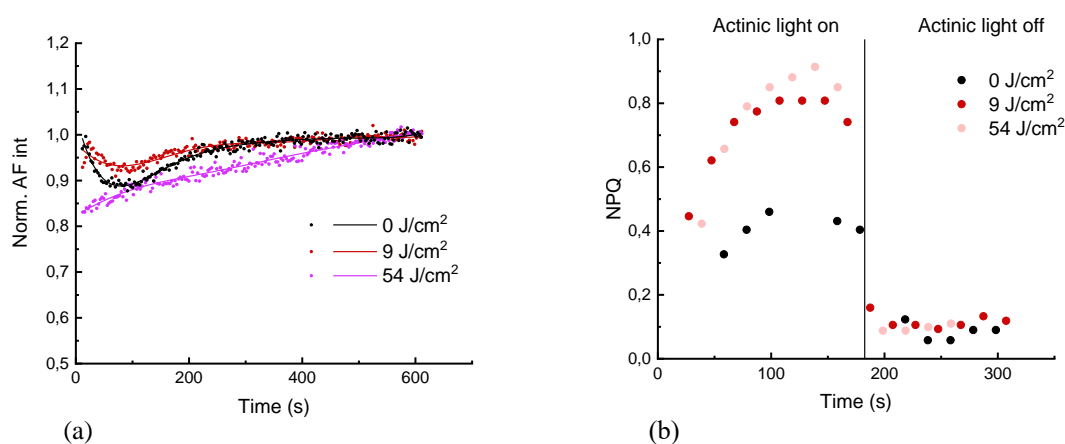 1,2
1,1
1,0
0,9
0,8
0,7
0,6
0,5
Norm. AF int
0 J/cm²
9 J/cm²
54 J/cm²
0 200 400 600
Time (s)
(a)
Actinic light on Actinic light off
1,0
0,8
0,6
0,4
0,2
0,0
NPQ
0 J/cm²
9 J/cm²
54 J/cm²
0 100 200 300
Time (s)
(b)